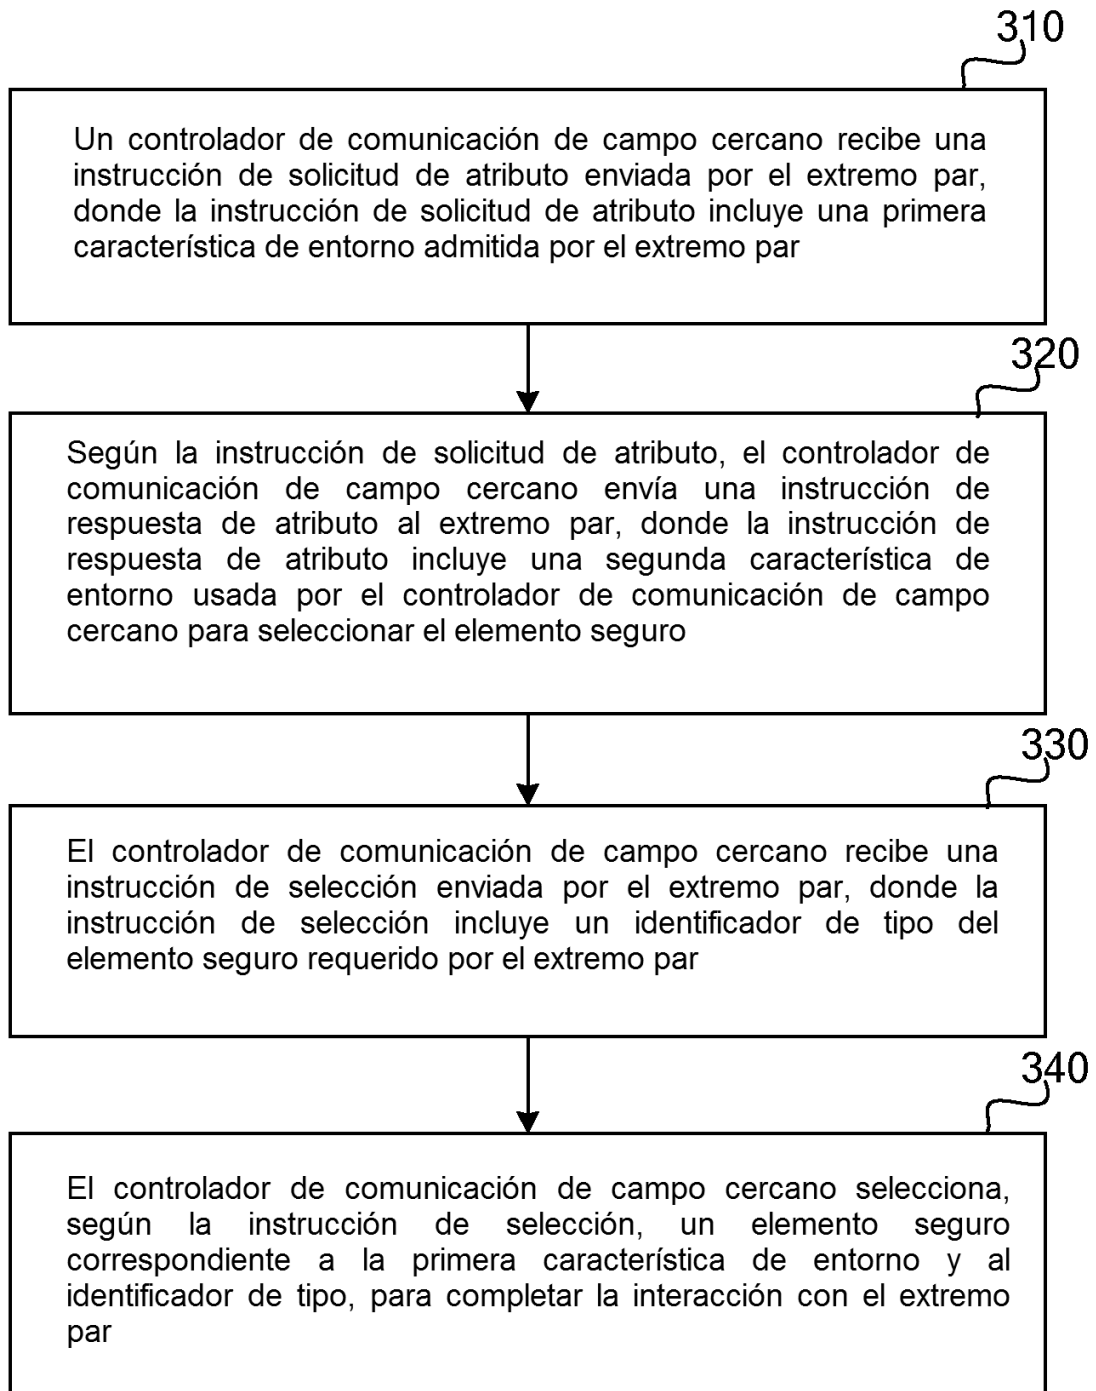 310
Un controlador de comunicación de campo cercano recibe una
instrucción de solicitud de atributo enviada por el extremo par,
donde la instrucción de solicitud de atributo incluye una primera
característica de entorno admitida por el extremo par
320
Según la instrucción de solicitud de atributo, el controlador de
comunicación de campo cercano envía una instrucción de
respuesta de atributo al extremo par, donde la instrucción de
respuesta de atributo incluye una segunda característica de
entorno usada por el controlador de comunicación de campo
cercano para seleccionar el elemento seguro
330
El controlador de comunicación de campo cercano recibe una
instrucción de selección enviada por el extremo par, donde la
instrucción de selección incluye un identificador de tipo del
elemento seguro requerido por el extremo par
340
El controlador de comunicación de campo cercano selecciona,
según la instrucción de selección, un elemento seguro
correspondiente a la primera característica de entorno y al
identificador de tipo, para completar la interacción con el extremo
par